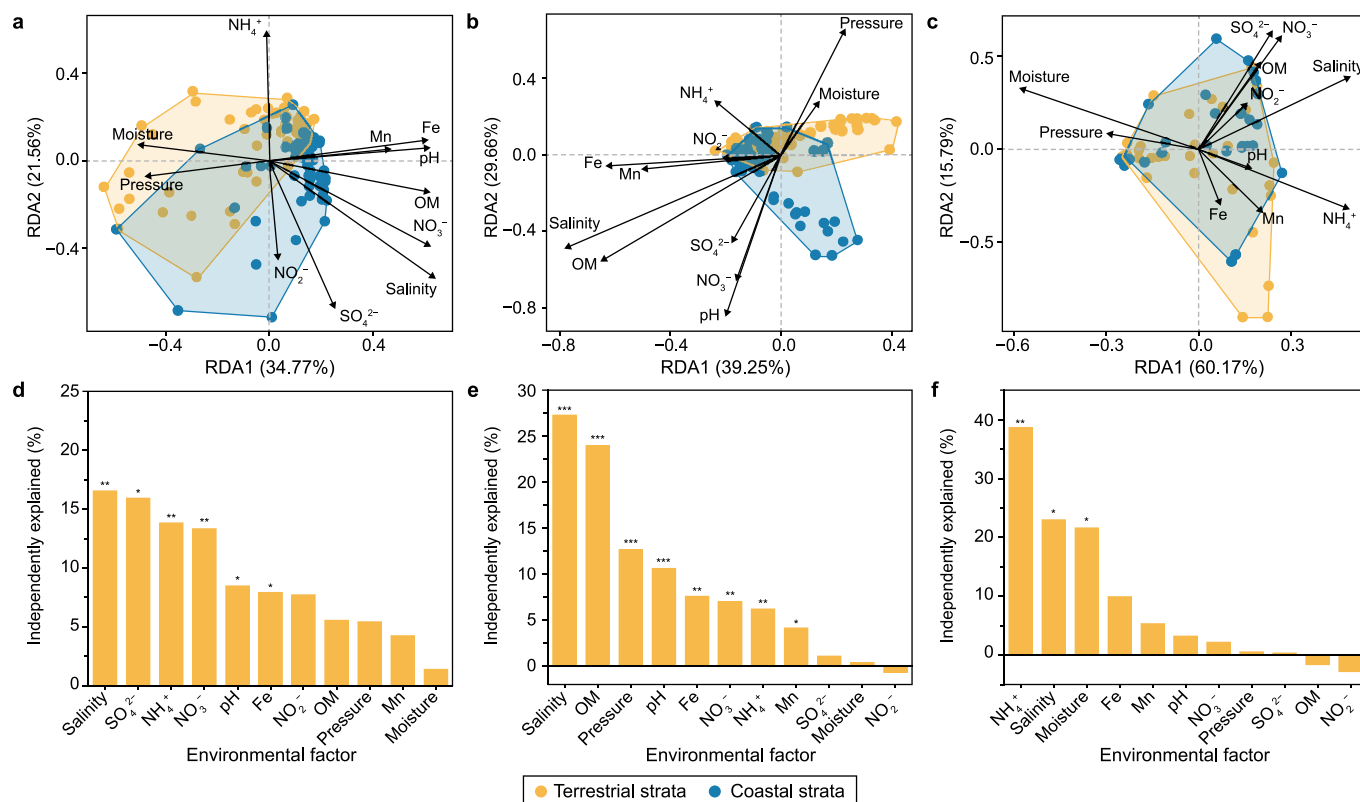 a
NH₄⁺
0.4
0.0
−0.4
RDA2 (21.56%)
Moisture
Pressure
Mn
Fe
pH
OM
NO₃⁻
Salinity
NO₂⁻
SO₄²⁻
−0.4
0.0
0.4
RDA1 (34.77%)
b
0.8
0.4
0.0
−0.4
−0.8
RDA2 (29.66%)
Pressure
Moisture
NH₄⁺
NO₂⁻
Fe
Mn
Salinity
OM
SO₄²⁻
NO₃⁻
pH
−0.8
−0.4
0.0
0.4
RDA1 (39.25%)
c
0.5
0.0
−0.5
RDA2 (15.79%)
SO₄²⁻
NO₃⁻
OM
Salinity
Moisture
NO₂⁻
Pressure
pH
Fe
Mn
NH₄⁺
−0.6
−0.3
0.0
0.3
RDA1 (60.17%)
d
25
20
15
10
5
0
Independently explained (%)
**
*
**
**
*
*
Salinity
SO₄²⁻
NH₄⁺
NO₃⁻
pH
Fe
NO₂⁻
OM
Pressure
Mn
Moisture
Environmental factor
e
30
25
20
15
10
5
0
Independently explained (%)
***
***
***
***
**
**
**
*
Salinity
OM
Pressure
pH
Fe
NO₃⁻
NH₄⁺
Mn
SO₄²⁻
Moisture
NO₂⁻
Environmental factor
f
40
30
20
10
0
Independently explained (%)
**
*
*
NH₄⁺
Salinity
Moisture
Fe
Mn
pH
NO₃⁻
Pressure
SO₄²⁻
OM
NO₂⁻
Environmental factor
Terrestrial strata
Coastal strata